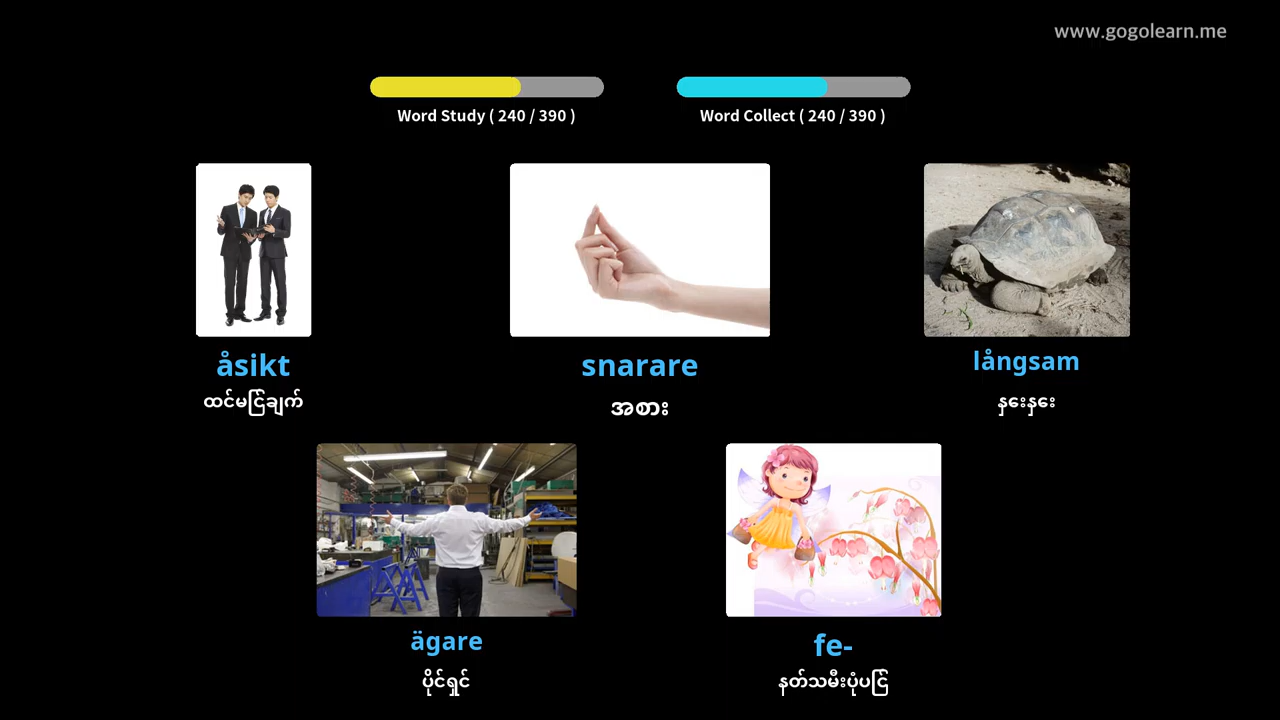 www.gogolearn.me
Word Study ( 240 / 390 )
Word Collect ( 240 / 390 )
åsikt
ထင်မြင်ချက်
snarare
အစား
långsam
နှေးနှေး
ägare
ပိုင်ရှင်
fe-
နတ်သမီးပုံပြင်